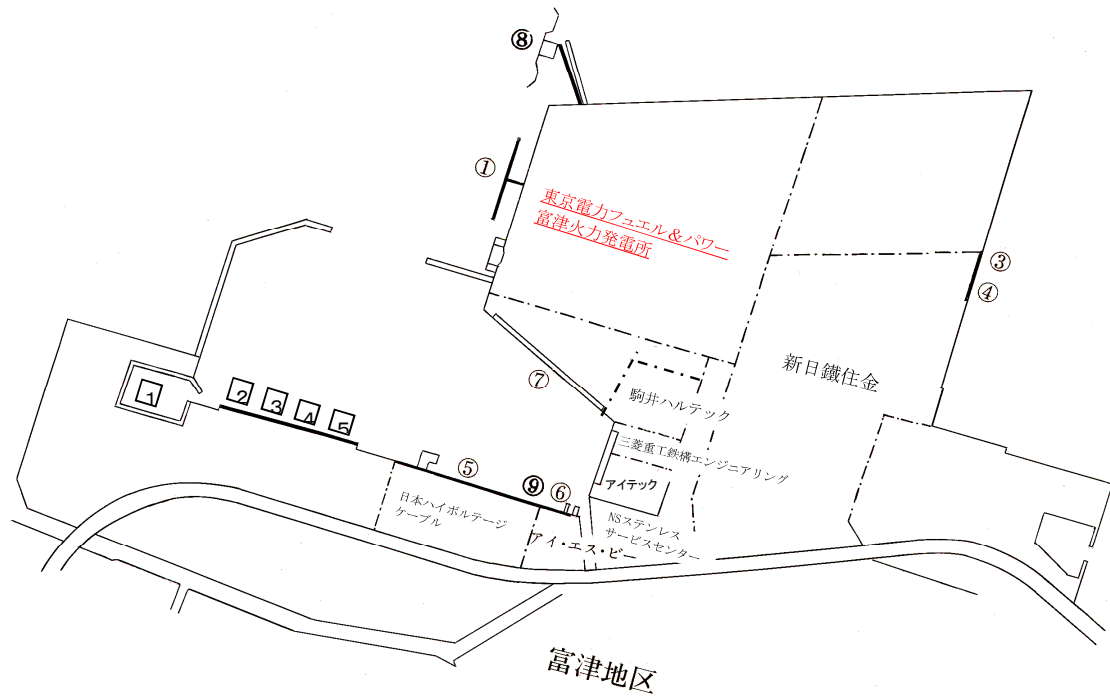 ⑧
①
東京電力フュエル&パワー
富津火力発電所
③
④
新日鐵住金
⑦
駒井ハルテック
1
2
3
4
5
三菱重工鉄構エンジニアリング
⑤
⑨
⑥
アイテック
日本ハイボルテージ
ケーブル
NSステンレス
サービスセンター
アイ・エス・ビー
富津地区